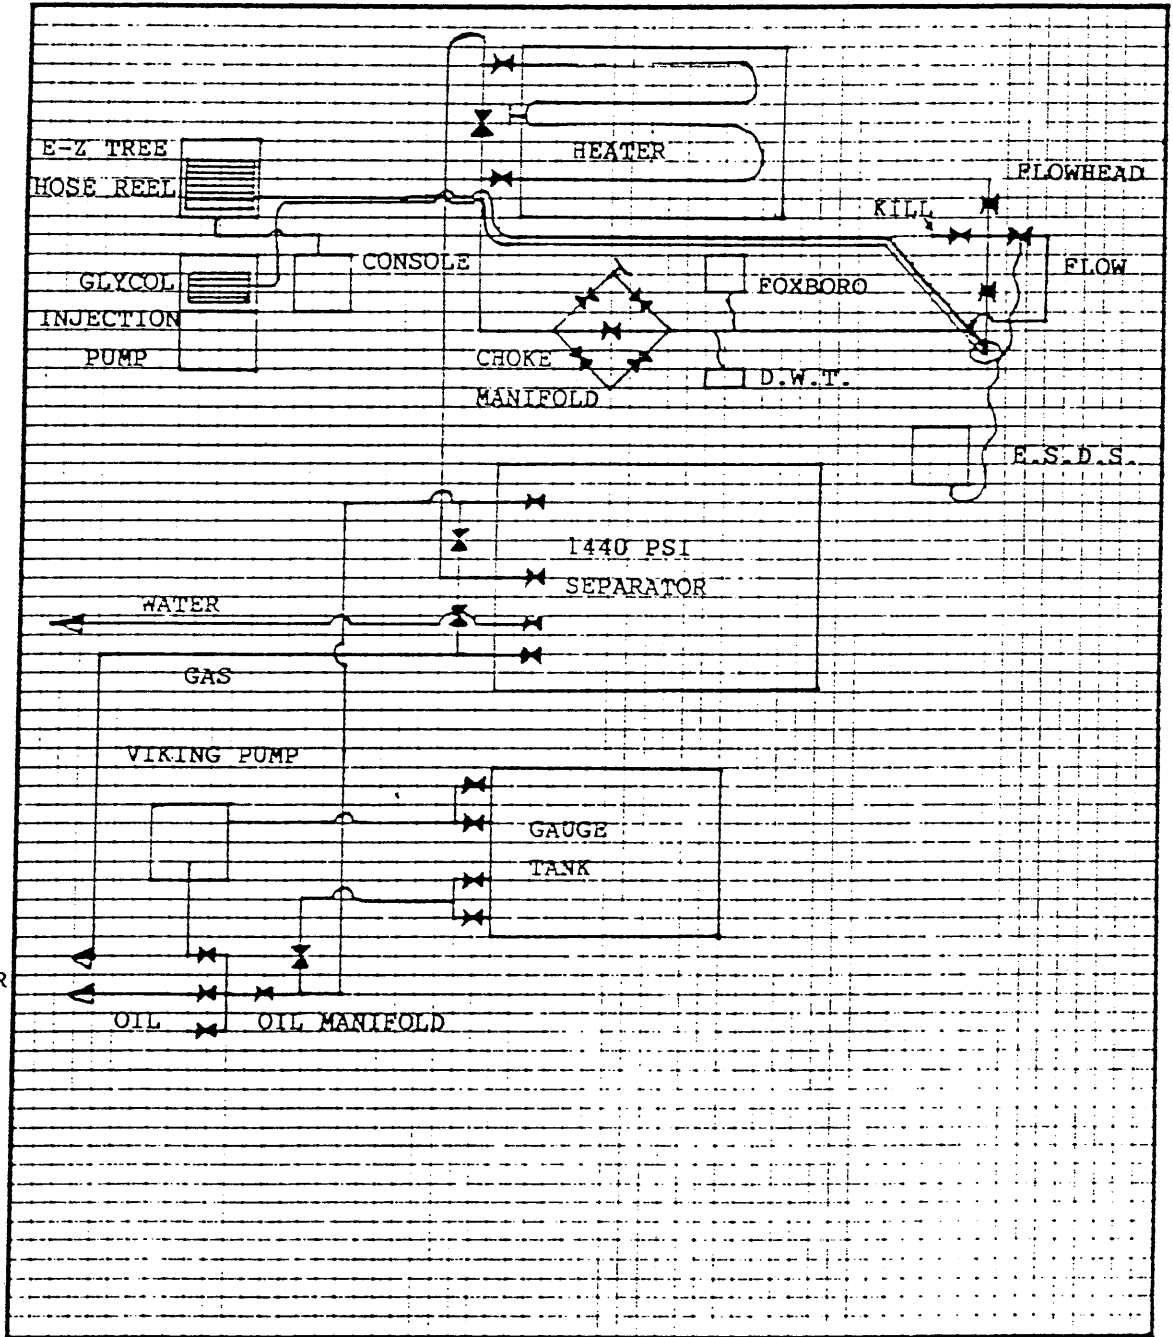 HEATER
E-Z TREE
HOSE REEL
FLOWHEAD
KILL
CONSOLE
FLOW
GLYCOL
INJECTION
PUMP
FOXBORO
CHOKE
MANIFOLD
D.W.T.
E.S.D.S.
1440 PSI
SEPARATOR
WATER
GAS
VIKING PUMP
GAUGE
TANK
R
OIL
OIL MANIFOLD